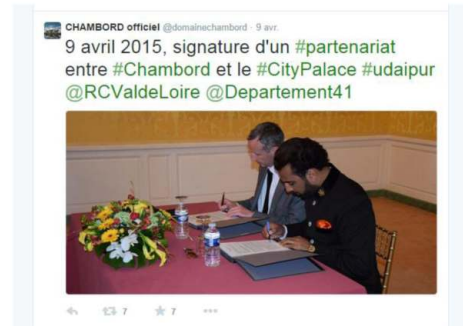 CHAMBORD officiel @domainechambord · 9 avr.
9 avril 2015, signature d'un #partenariat
entre #Chambord et le #CityPalace #udaipur
@RCValdeLoire @Departement41
7 7